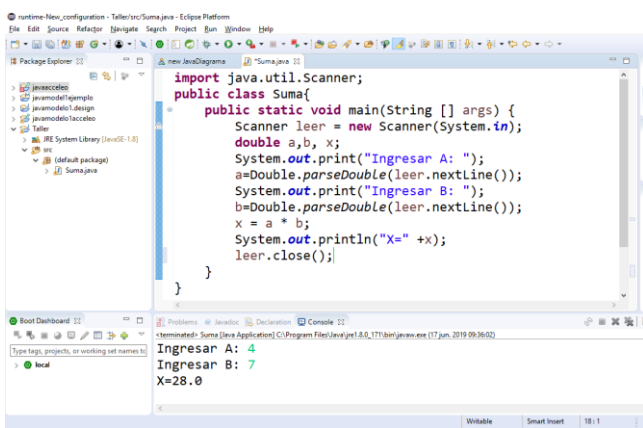 runtime-New_configuration - Taller/src/Suma.java - Eclipse Platform
File Edit Source Refactor Navigate Search Project Run Window Help
Package Explorer
javaacceleo
javamodel1ejemple
javamodelo1.design
javamodelo1acceleo
Taller
JRE System Library [JavaSE-1.8]
src
(default package)
Suma.java
new JavaDiagrama
*Suma.java
import java.util.Scanner;
public class Suma{
public static void main(String [] args) {
Scanner leer = new Scanner(System.in);
double a,b, x;
System.out.print("Ingresar A: ");
a=Double.parseDouble(leer.nextLine());
System.out.print("Ingresar B: ");
b=Double.parseDouble(leer.nextLine());
x = a * b;
System.out.println("X=" +x);
leer.close();
}
}
Boot Dashboard
Type tags, projects, or working set names to
local
Problems @ Javadoc Declaration Console
<terminated> Suma [Java Application] C:\Program Files\Java\jre1.8.0_171\bin\javaw.exe (17 jun. 2019 09:36:02)
Ingresar A: 4
Ingresar B: 7
X=28.0
Writable Smart Insert 18:1